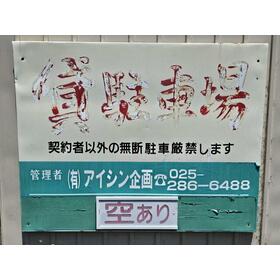 貸駐車場
契約者以外の無断駐車厳禁します
管理者 ㈲アイシン企画☎025-
286-6488
空あり